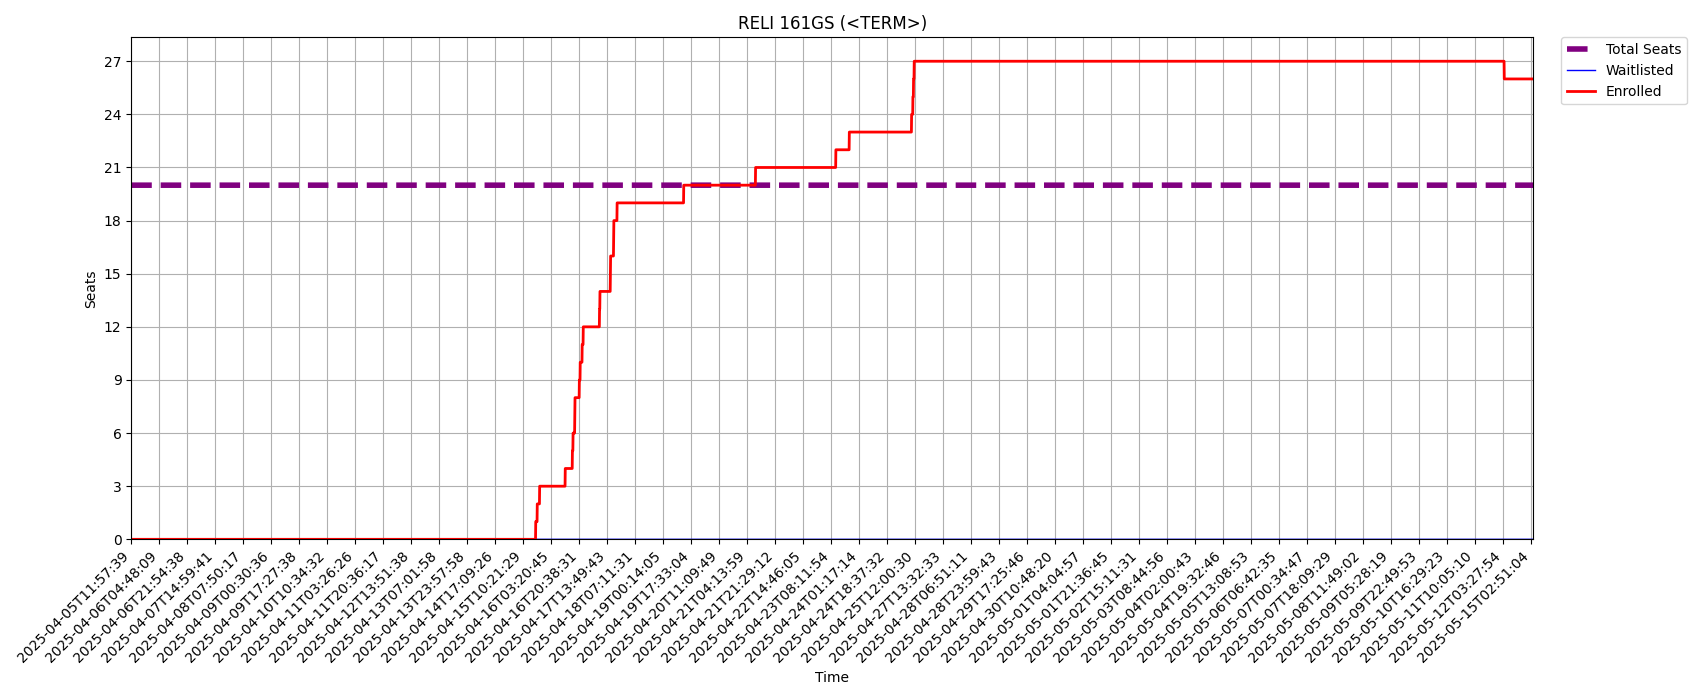 RELI 161GS (<TERM>)
Total Seats
Waitlisted
Enrolled
Seats
27
24
21
18
15
12
9
6
3
0
2025-04-05T11:57:39
2025-04-06T04:48:09
2025-04-06T21:54:38
2025-04-07T14:59:41
2025-04-08T07:50:17
2025-04-09T00:30:36
2025-04-09T17:27:38
2025-04-10T10:34:32
2025-04-11T03:26:26
2025-04-11T20:36:17
2025-04-12T13:51:38
2025-04-13T07:01:58
2025-04-13T23:57:58
2025-04-14T17:09:26
2025-04-15T10:21:29
2025-04-16T03:20:45
2025-04-16T20:38:31
2025-04-17T13:49:43
2025-04-18T07:11:31
2025-04-19T00:14:05
2025-04-19T17:33:04
2025-04-20T11:09:49
2025-04-21T04:13:59
2025-04-21T21:29:12
2025-04-22T14:46:05
2025-04-23T08:11:54
2025-04-24T01:17:14
2025-04-24T18:37:32
2025-04-25T12:00:30
2025-04-27T13:32:33
2025-04-28T06:51:11
2025-04-28T23:59:43
2025-04-29T17:25:46
2025-04-30T10:48:20
2025-05-01T04:04:57
2025-05-01T21:36:45
2025-05-02T15:11:31
2025-05-03T08:44:56
2025-05-04T02:00:43
2025-05-04T19:32:46
2025-05-05T13:08:53
2025-05-06T06:42:35
2025-05-07T00:34:47
2025-05-07T18:09:29
2025-05-08T11:49:02
2025-05-09T05:28:19
2025-05-09T22:49:53
2025-05-10T16:29:23
2025-05-11T10:05:10
2025-05-12T03:27:54
2025-05-15T02:51:04
Time